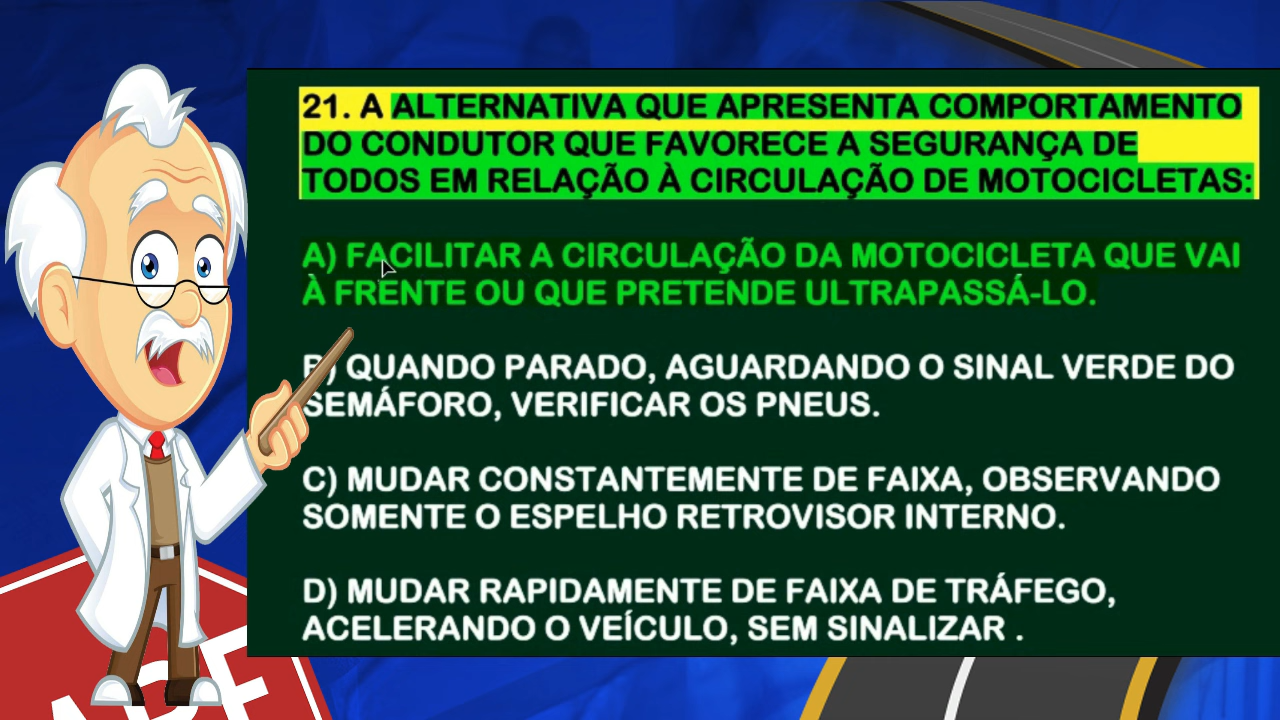 21. A ALTERNATIVA QUE APRESENTA COMPORTAMENTO
DO CONDUTOR QUE FAVORECE A SEGURANÇA DE
TODOS EM RELAÇÃO À CIRCULAÇÃO DE MOTOCICLETAS:
A) FACILITAR A CIRCULAÇÃO DA MOTOCICLETA QUE VAI
À FRENTE OU QUE PRETENDE ULTRAPASSÁ-LO.
B) QUANDO PARADO, AGUARDANDO O SINAL VERDE DO
SEMÁFORO, VERIFICAR OS PNEUS.
C) MUDAR CONSTANTEMENTE DE FAIXA, OBSERVANDO
SOMENTE O ESPELHO RETROVISOR INTERNO.
D) MUDAR RAPIDAMENTE DE FAIXA DE TRÁFEGO,
ACELERANDO O VEÍCULO, SEM SINALIZAR .